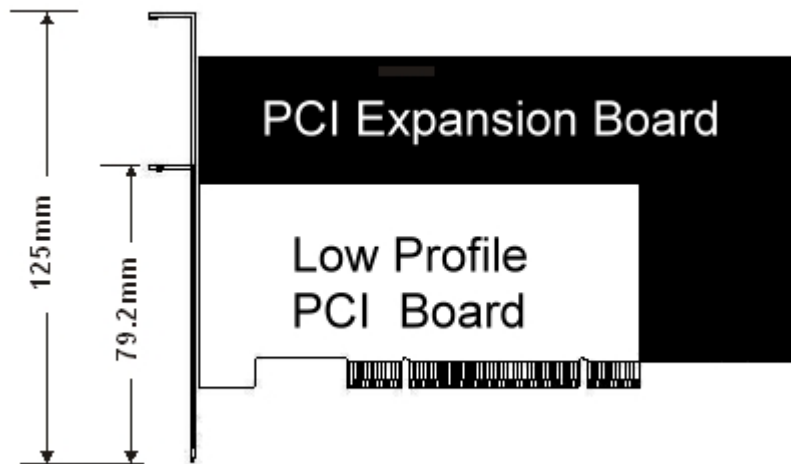 PCI Expansion Board
125mm
79.2mm
Low Profile
PCI Board